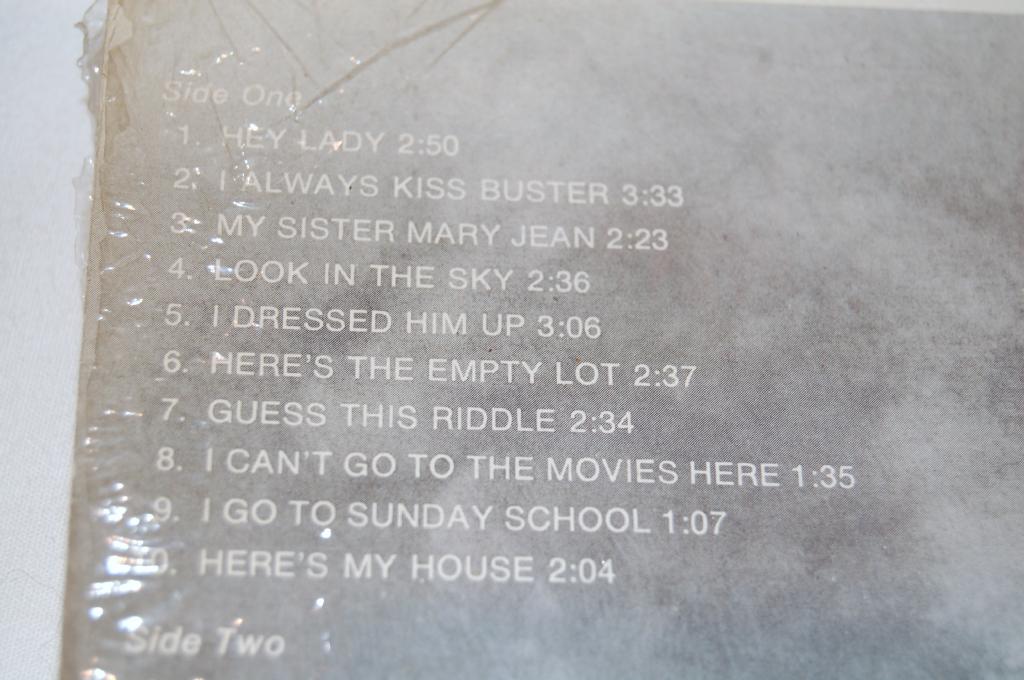 Side One
1. HEY LADY 2:50
2. I ALWAYS KISS BUSTER 3:33
3. MY SISTER MARY JEAN 2:23
4. LOOK IN THE SKY 2:36
5. I DRESSED HIM UP 3:06
6. HERE'S THE EMPTY LOT 2:37
7. GUESS THIS RIDDLE 2:34
8. I CAN'T GO TO THE MOVIES HERE 1:35
9. I GO TO SUNDAY SCHOOL 1:07
10. HERE'S MY HOUSE 2:04
Side Two